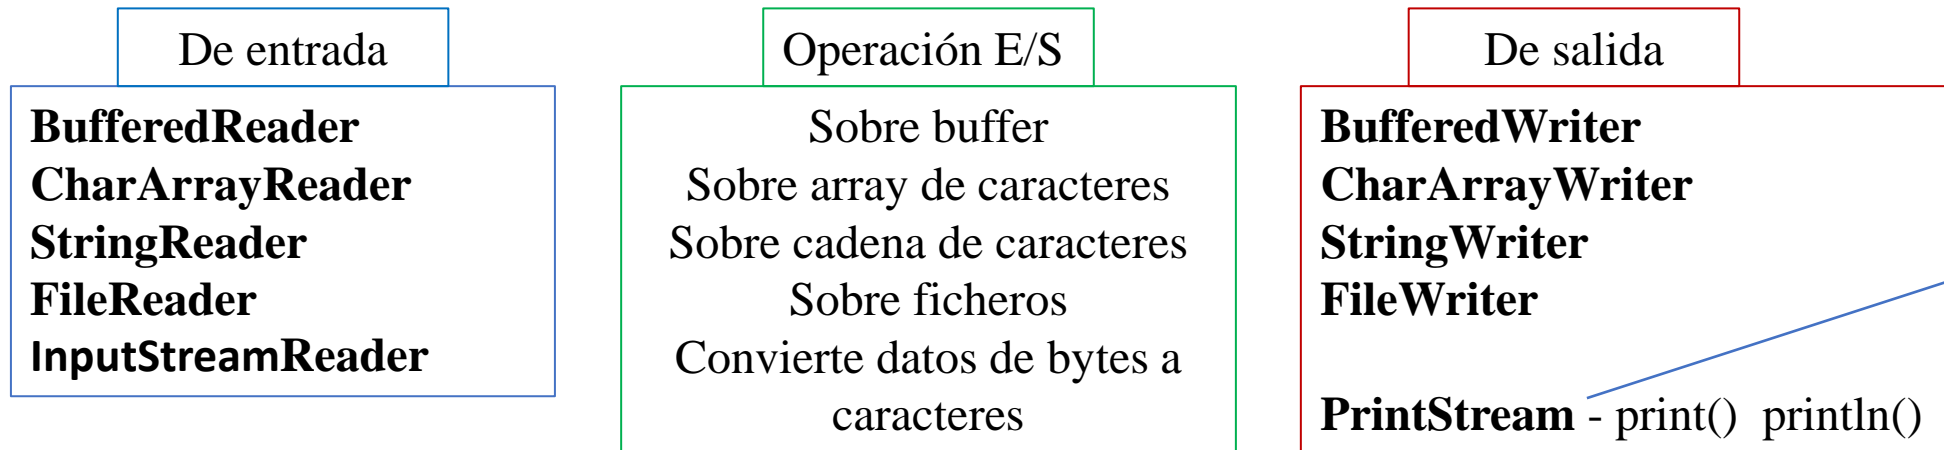 De entrada
BufferedReader
CharArrayReader
StringReader
FileReader
InputStreamReader
Operación E/S
Sobre buffer
Sobre array de caracteres
Sobre cadena de caracteres
Sobre ficheros
Convierte datos de bytes a
caracteres
De salida
BufferedWriter
CharArrayWriter
StringWriter
FileWriter
PrintStream - print() println()